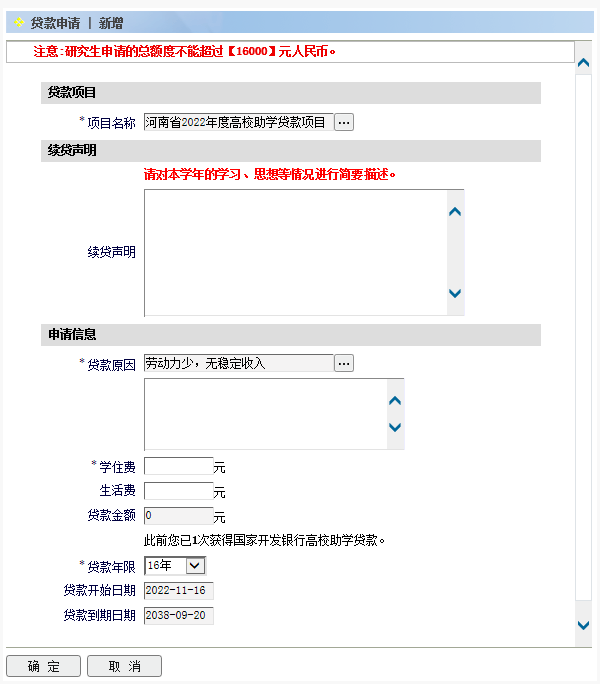 贷款申请 | 新增
注意:研究生申请的总额度不能超过【16000】元人民币。
贷款项目
*项目名称 河南省2022年度高校助学贷款项目 ...
续贷声明
请对本学年的学习、思想等情况进行简要描述。
续贷声明
申请信息
*贷款原因 劳动力少，无稳定收入 ...
*学住费 元
生活费 元
贷款金额 0 元
此前您已1次获得国家开发银行高校助学贷款。
*贷款年限 16年
贷款开始日期 2022-11-16
贷款到期日期 2038-09-20
确 定 取 消